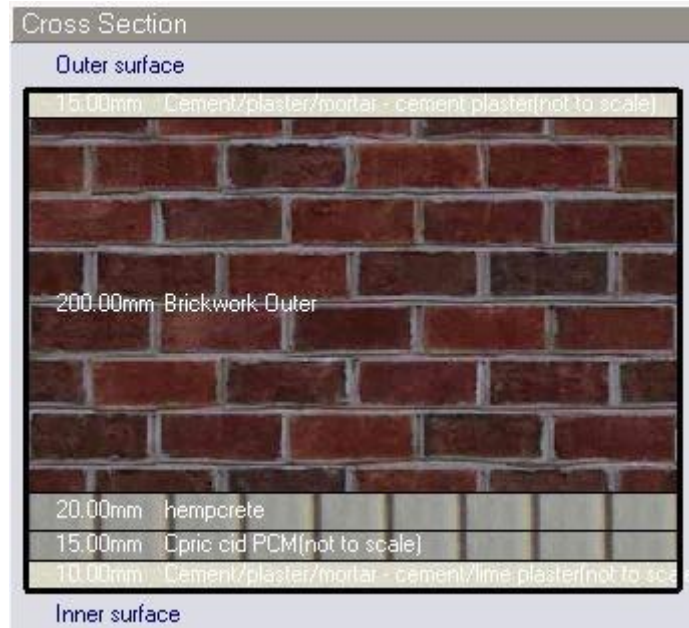 Cross Section
Outer surface
15.00mm Cement/plaster/mortar - cement plaster(not to scale)
200.00mm Brickwork Outer
20.00mm hempcrete
15.00mm Cpric cid PCM(not to scale)
10.00mm Cement/plaster/mortar - cement/lime plaster(not to sca
Inner surface